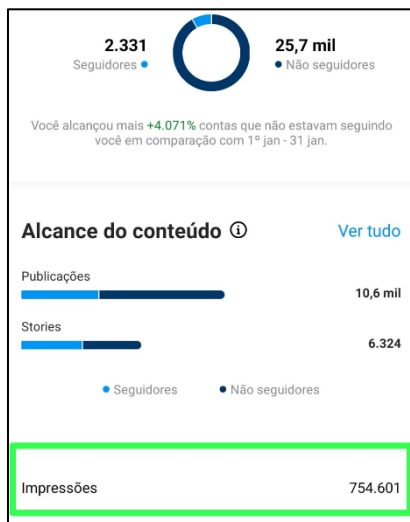 2.331
Seguidores
25,7 mil
Não seguidores
Você alcançou mais +4.071% contas que não estavam seguindo
você em comparação com 1º jan - 31 jan.
Alcance do conteúdo
Ver tudo
Publicações
10,6 mil
Stories
6.324
Seguidores
Não seguidores
Impressões
754.601